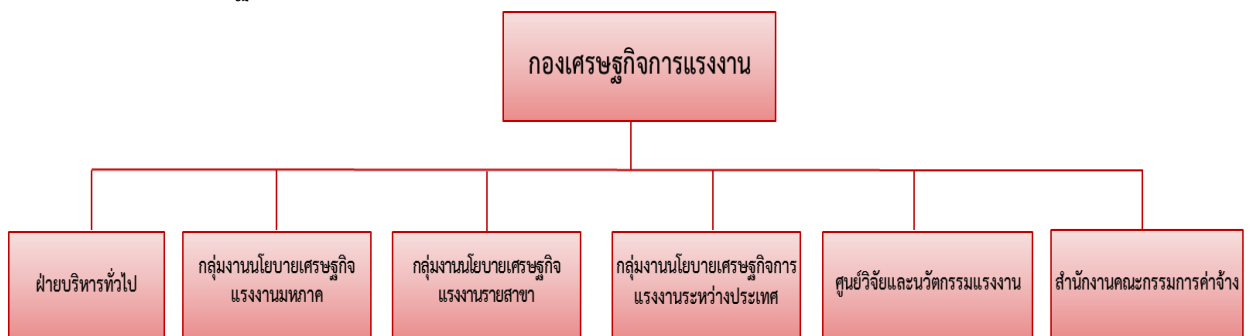 กองเศรษฐกิจการแรงงาน
ฝ่ายบริหารทั่วไป
กลุ่มงานนโยบายเศรษฐกิจ
แรงงานมหภาค
กลุ่มงานนโยบายเศรษฐกิจ
แรงงานรายสาขา
กลุ่มงานนโยบายเศรษฐกิจการ
แรงงานระหว่างประเทศ
ศูนย์วิจัยและนวัตกรรมแรงงาน
สำนักงานคณะกรรมการค่าจ้าง